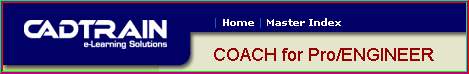 CADTRAIN
e-Learning Solutions
| Home | Master Index
COACH for Pro/ENGINEER